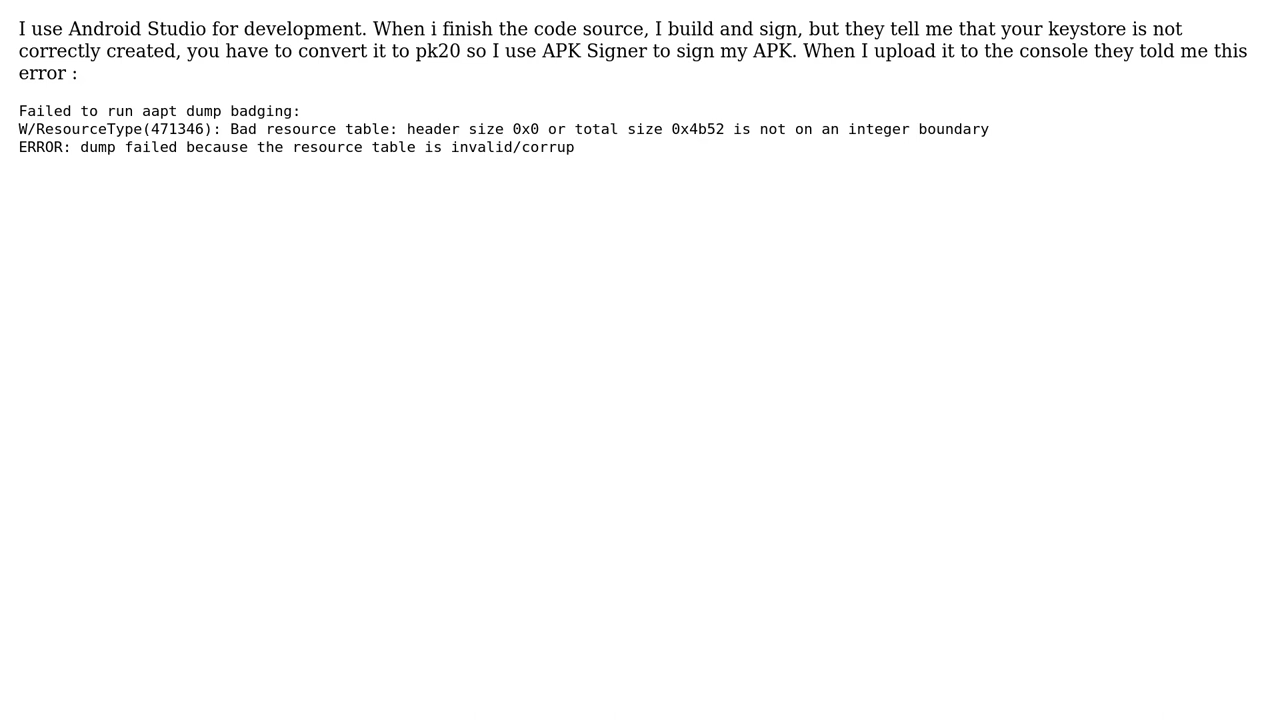 I use Android Studio for development. When i finish the code source, I build and sign, but they tell me that your keystore is not
correctly created, you have to convert it to pk20 so I use APK Signer to sign my APK. When I upload it to the console they told me this
error :
Failed to run aapt dump badging:
W/ResourceType(471346): Bad resource table: header size 0x0 or total size 0x4b52 is not on an integer boundary
ERROR: dump failed because the resource table is invalid/corrup